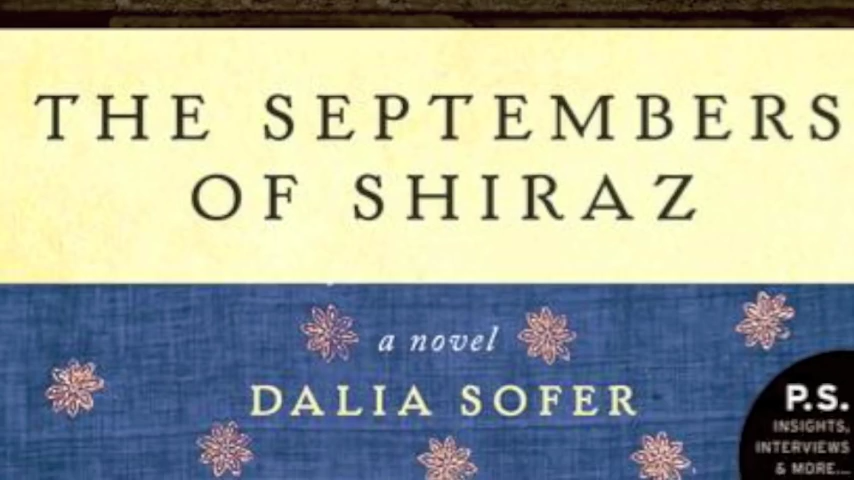 THE SEPTEMBERS
OF SHIRAZ
a novel
DALIA SOFER
P.S.
INSIGHTS,
INTERVIEWS
& MORE...